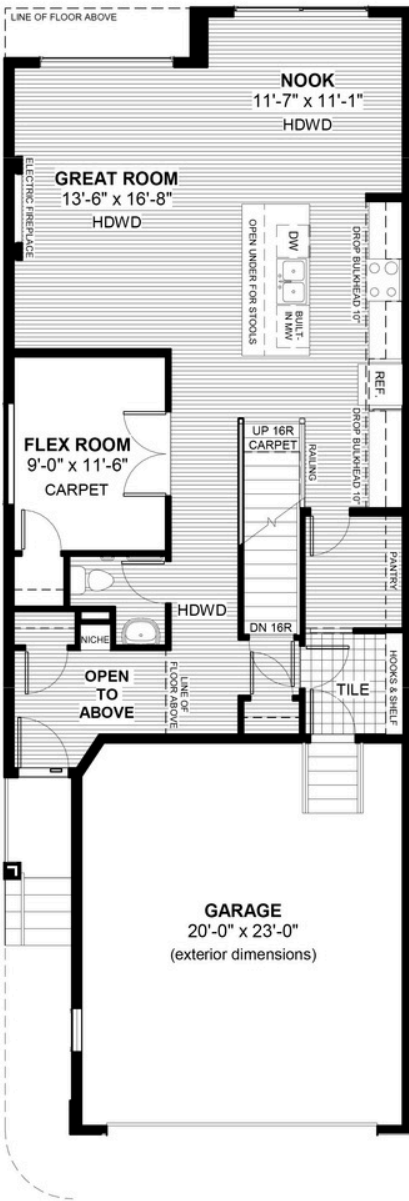 LINE OF FLOOR ABOVE
NOOK
11'-7" x 11'-1"
HDWD
ELECTRIC FIREPLACE
GREAT ROOM
13'-6" x 16'-8"
HDWD
OPEN UNDER FOR STOOLS
DW
BUILT-
IN MW
DROP BULKHEAD 10"
REF.
DROP BULKHEAD 10"
UP 16R
CARPET
RAILING
FLEX ROOM
9'-0" x 11'-6"
CARPET
PANTRY
HDWD
DN 16R
NICHE
OPEN
TO
ABOVE
LINE OF
FLOOR ABOVE
TILE
HOOKS & SHELF
GARAGE
20'-0" x 23'-0"
(exterior dimensions)